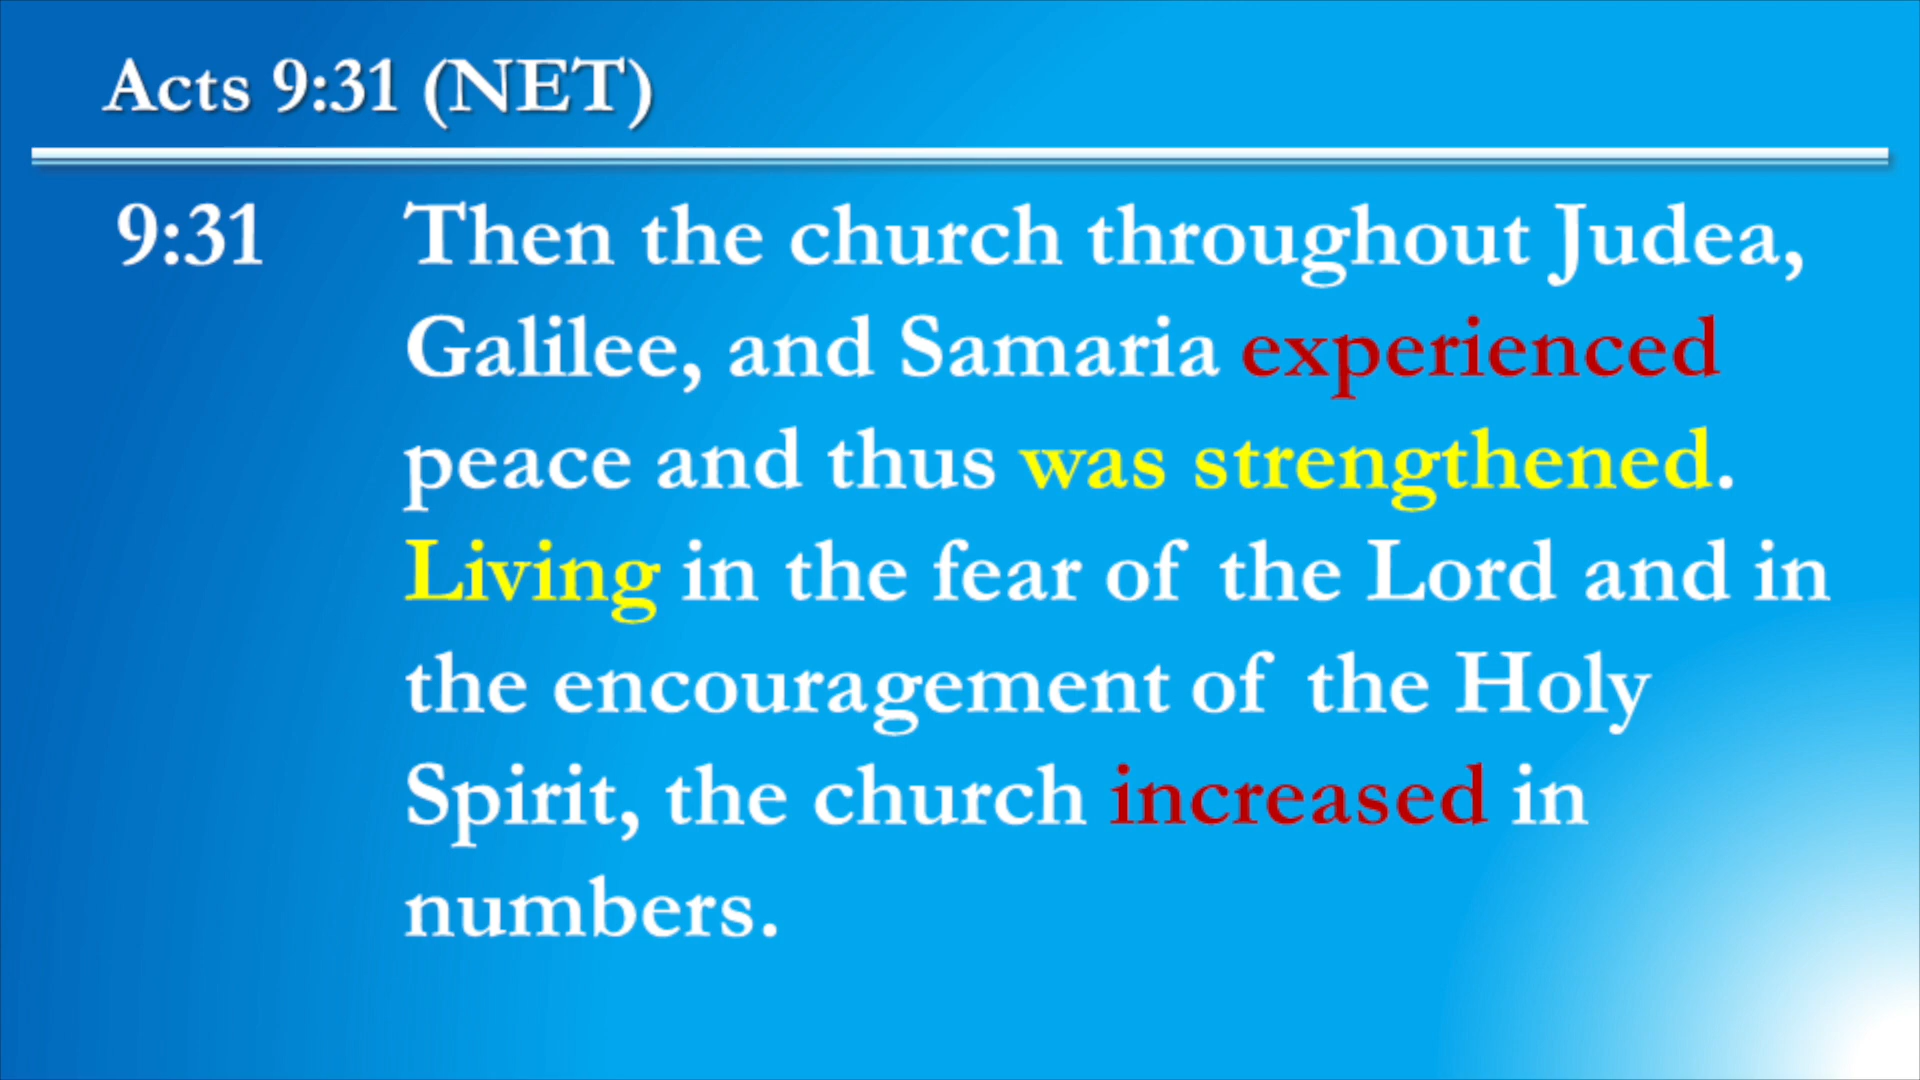 Acts 9:31 (NET)
9:31 Then the church throughout Judea,
Galilee, and Samaria experienced
peace and thus was strengthened.
Living in the fear of the Lord and in
the encouragement of the Holy
Spirit, the church increased in
numbers.